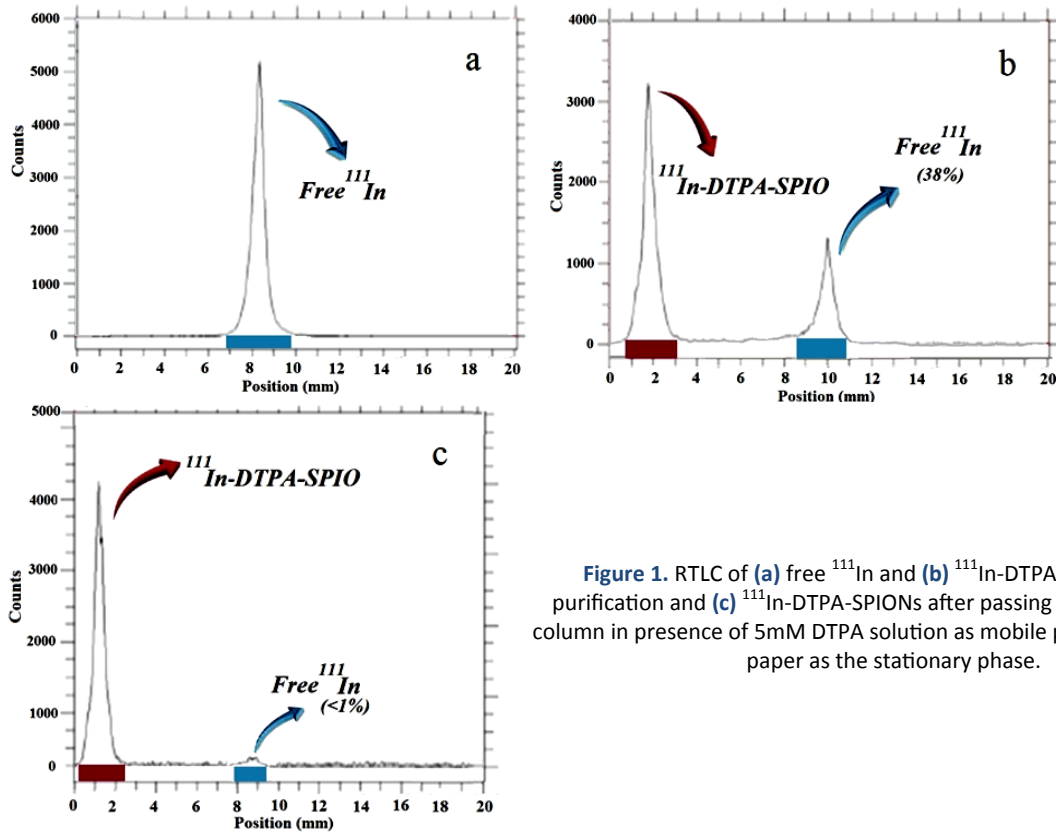 6000
5000
4000
3000
2000
1000
0
Counts
a
Free ¹¹¹In
0 2 4 6 8 10 12 14 16 18 20
Position (mm)
4000
3000
2000
1000
0
Counts
b
¹¹¹In-DTPA-SPIO
Free ¹¹¹In
(38%)
0 2 4 6 8 10 12 14 16 18 20
Position (mm)
5000
4000
3000
2000
1000
0
Counts
c
¹¹¹In-DTPA-SPIO
Free ¹¹¹In
(<1%)
0 2 4 6 8 10 12 14 16 18 20
Position (mm)
Figure 1. RTLC of (a) free ¹¹¹In and (b) ¹¹¹In-DTPA
purification and (c) ¹¹¹In-DTPA-SPIONs after passing
column in presence of 5mM DTPA solution as mobile p
paper as the stationary phase.